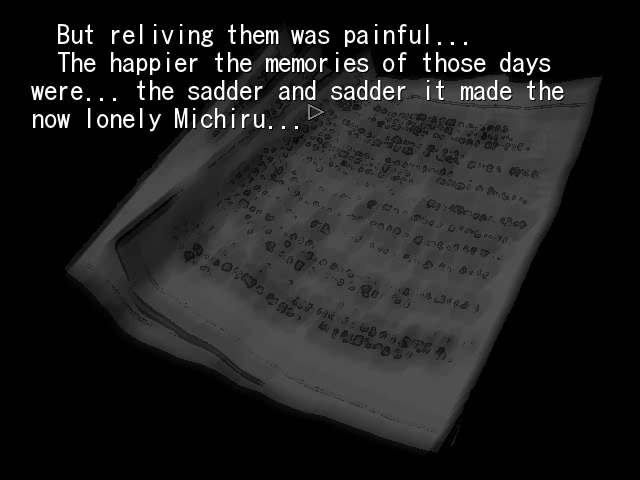 But reliving them was painful...
The happier the memories of those days
were... the sadder and sadder it made the
now lonely Michiru...